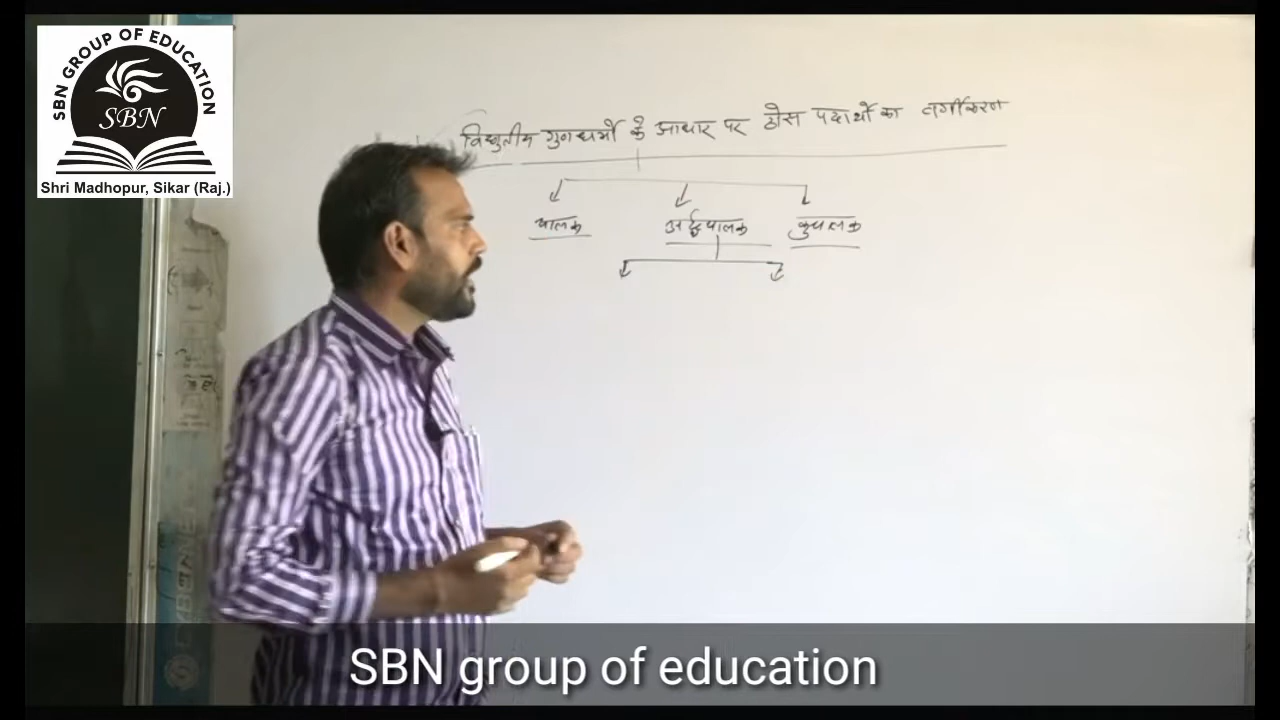 SBN GROUP OF EDUCATION
SBN
Shri Madhopur, Sikar (Raj.)
विद्युतीय गुणधर्मो के आधार पर ठोस पदार्थो का वर्गीकरण
चालक अर्द्धचालक कुचालक
SBN group of education